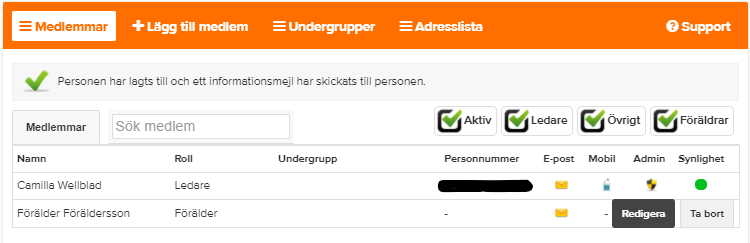 Medlemmar Lägg till medlem Undergrupper Adresslista Support
Personen har lagts till och ett informationsmejl har skickats till personen.
Medlemmar Sök medlem Aktiv Ledare Övrigt Föräldrar
Namn Roll Undergrupp Personnummer E-post Mobil Admin Synlighet
Camilla Wellblad Ledare
Förälder Föräldersson Förälder - - Redigera Ta bort